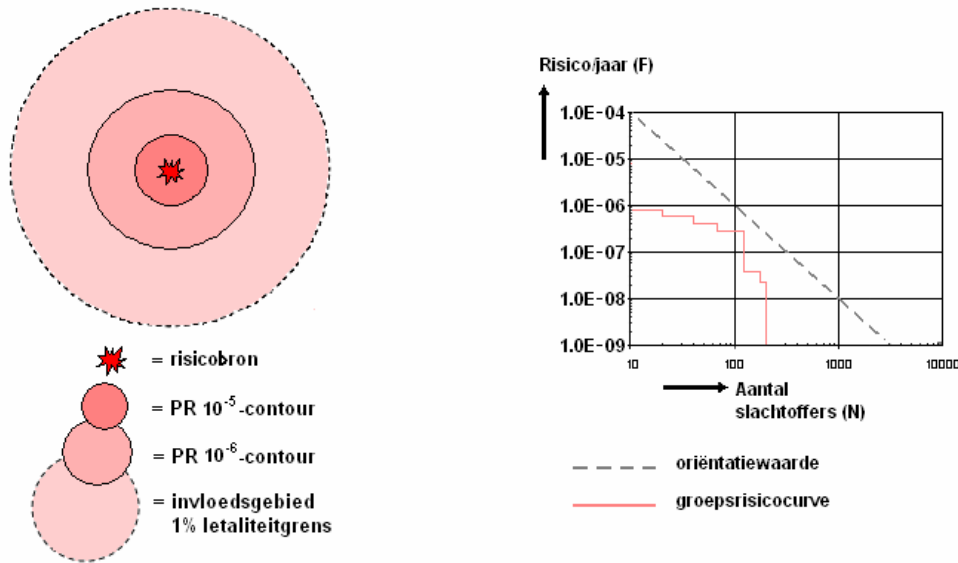 = risicobron
= PR 10⁻⁵-contour
= PR 10⁻⁶-contour
= invloedsgebied
1% letaliteitgrens
Risico/jaar (F)
1.0E-04
1.0E-05
1.0E-06
1.0E-07
1.0E-08
1.0E-09
10
100
1000
10000
Aantal
slachtoffers (N)
oriëntatiewaarde
groepsrisicocurve